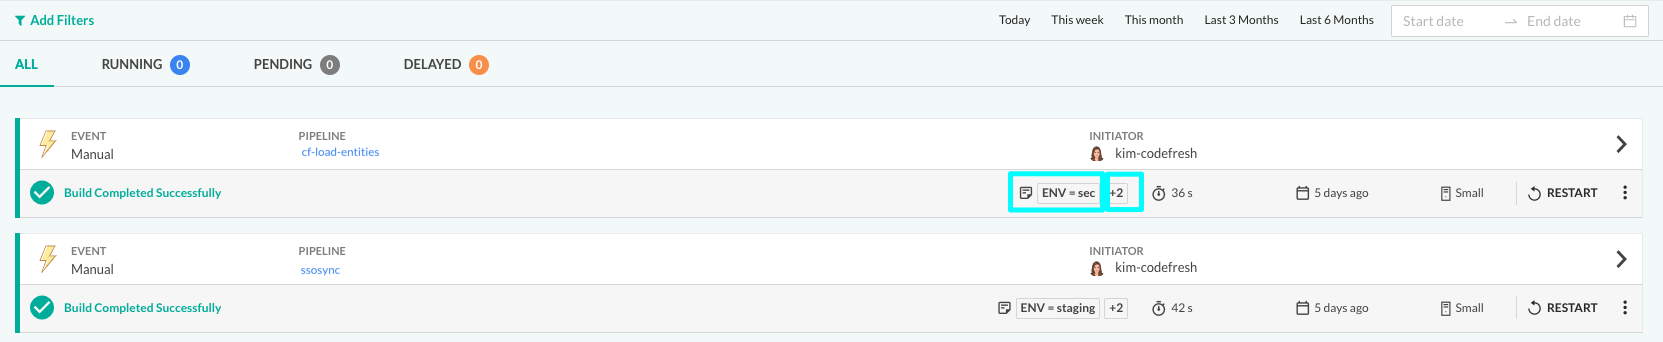 Add Filters Today This week This month Last 3 Months Last 6 Months Start date → End date
ALL RUNNING 0 PENDING 0 DELAYED 0
EVENT PIPELINE INITIATOR
Manual cf-load-entities kim-codefresh
Build Completed Successfully ENV = sec +2 36 s 5 days ago Small RESTART
EVENT PIPELINE INITIATOR
Manual ssosync kim-codefresh
Build Completed Successfully ENV = staging +2 42 s 5 days ago Small RESTART